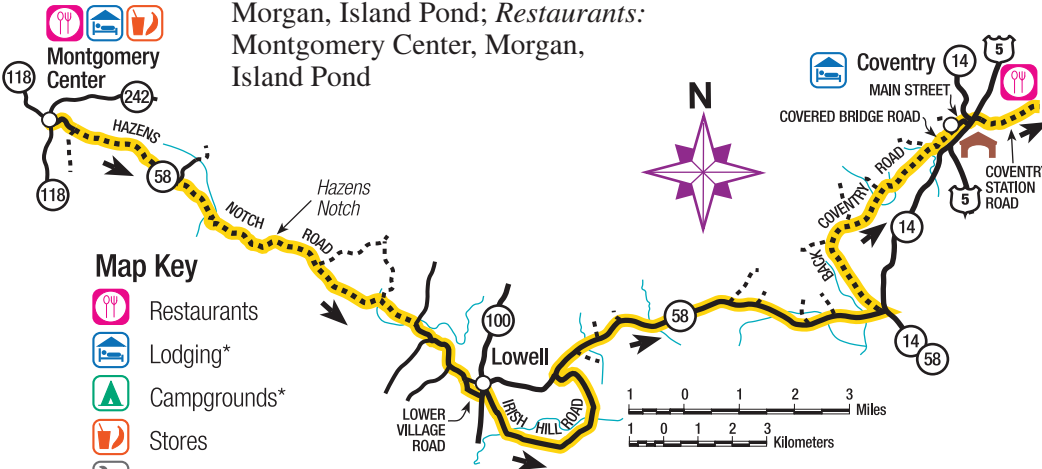 Morgan, Island Pond; Restaurants:
Montgomery Center, Morgan,
Island Pond
Montgomery
Center
118
242
118
HAZENS
58
NOTCH
ROAD
Hazens
Notch
Map Key
Restaurants
Lodging*
Campgrounds*
Stores
N
100
Lowell
LOWER
VILLAGE
ROAD
IRISH HILL ROAD
58
BACK COVENTRY ROAD
14
14
58
Coventry
14
5
MAIN STREET
COVERED BRIDGE ROAD
5
COVENTRY
STATION
ROAD
1 0 1 2 3
Miles
1 0 1 2 3
Kilometers